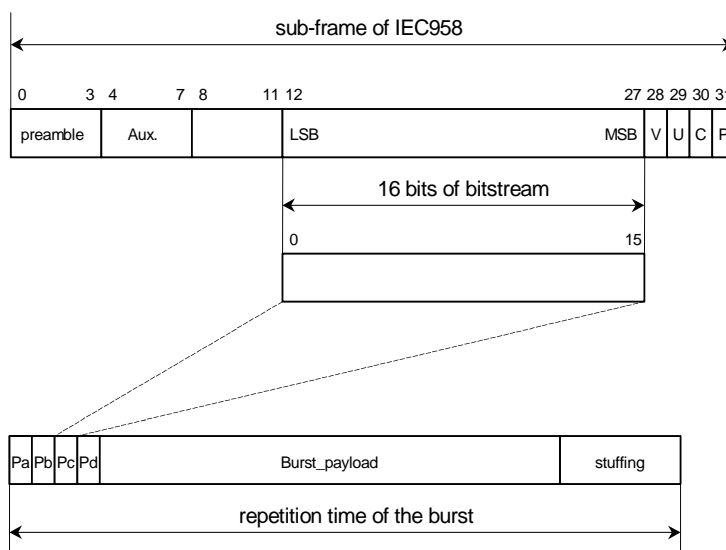 sub-frame of IEC958
0 3 4 7 8 11 12 27 28 29 30 31
preamble Aux. LSB MSB V U C P
16 bits of bitstream
0 15
Pa Pb Pc Pd Burst_payload stuffing
repetition time of the burst